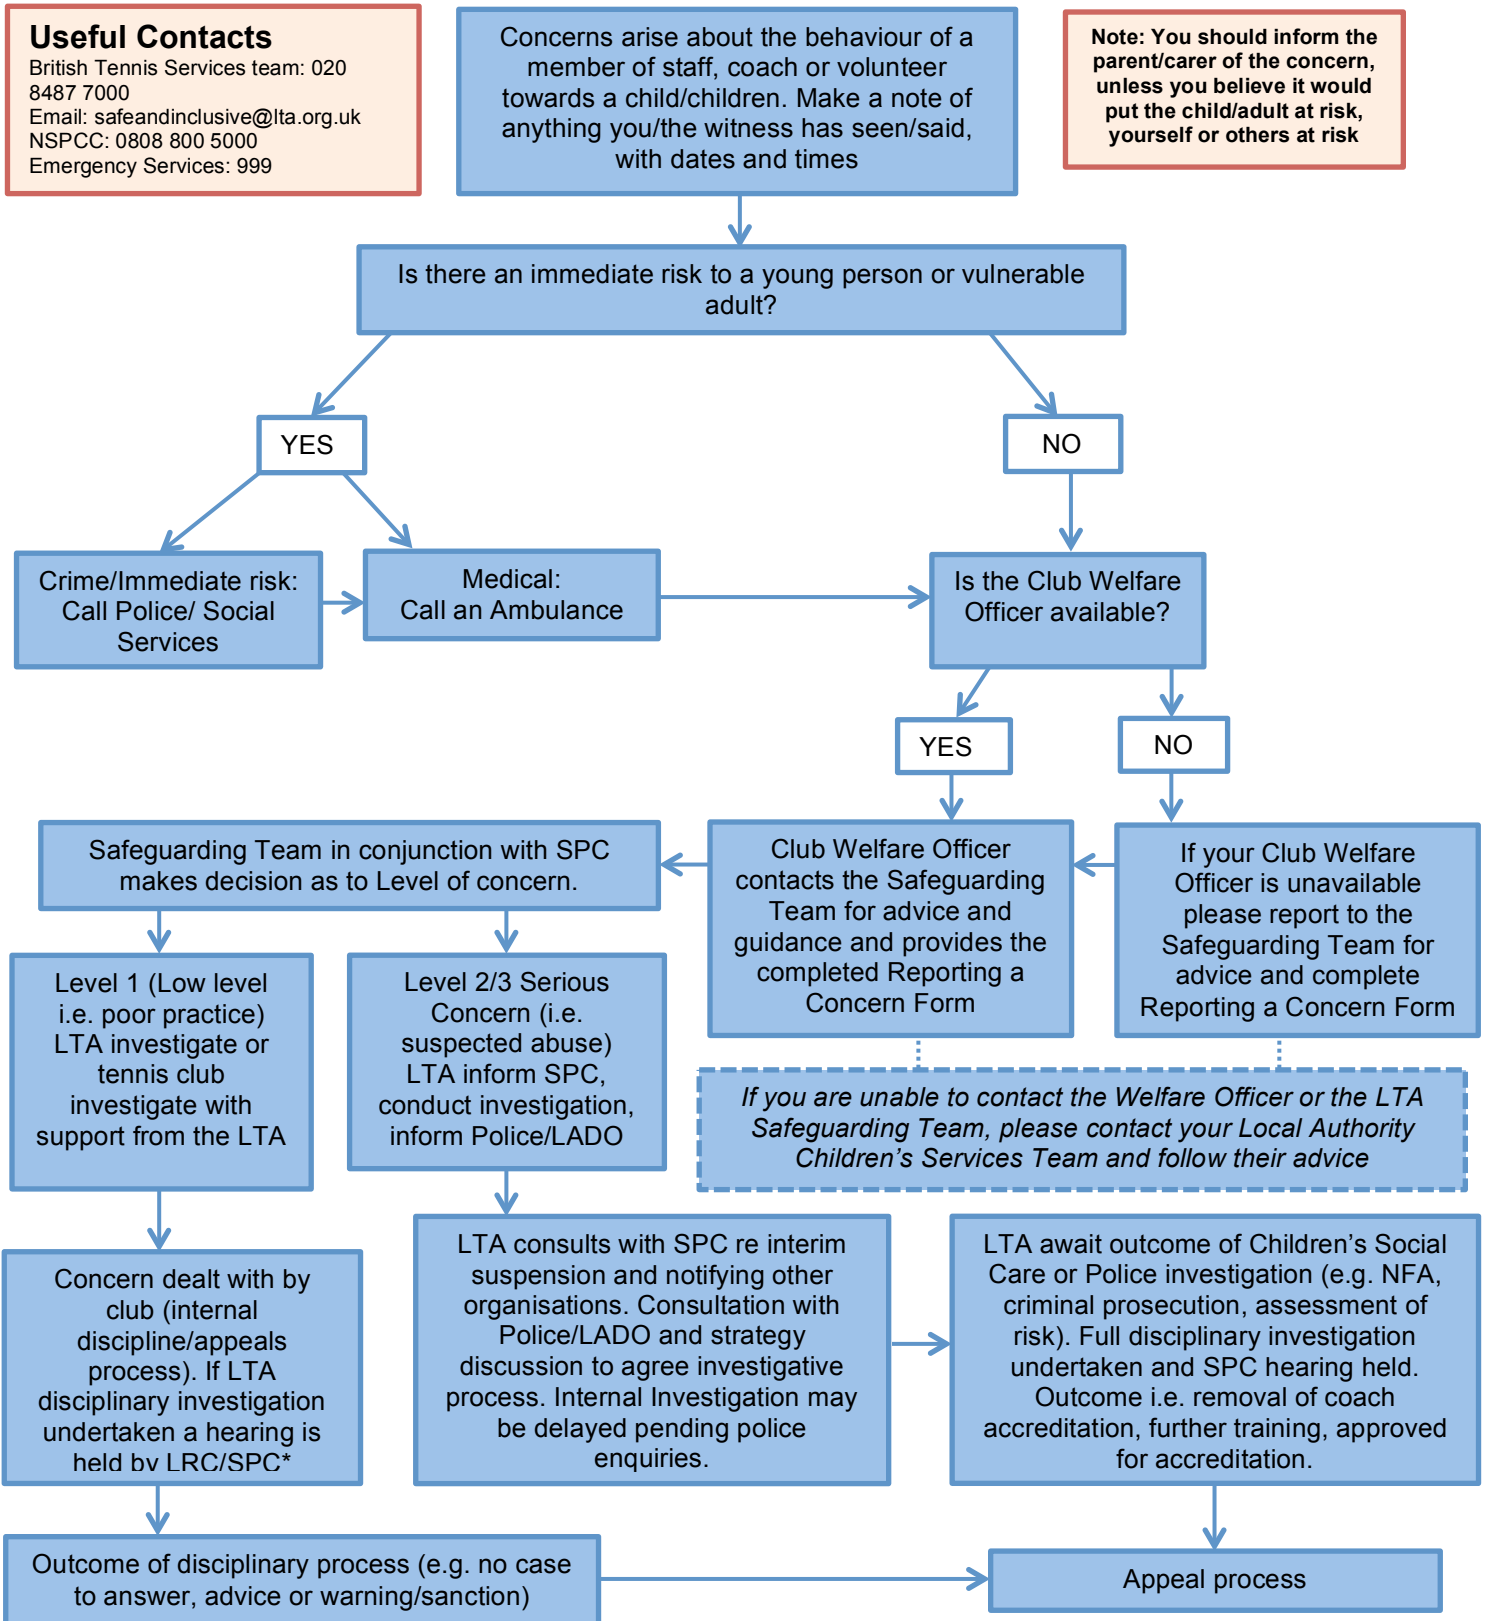 Useful Contacts
British Tennis Services team: 020
8487 7000
Email: safeandinclusive@lta.org.uk
NSPCC: 0808 800 5000
Emergency Services: 999
Concerns arise about the behaviour of a
member of staff, coach or volunteer
towards a child/children. Make a note of
anything you/the witness has seen/said,
with dates and times
Note: You should inform the
parent/carer of the concern,
unless you believe it would
put the child/adult at risk,
yourself or others at risk
Is there an immediate risk to a young person or vulnerable
adult?
YES
NO
Crime/Immediate risk:
Call Police/ Social
Services
Medical:
Call an Ambulance
Is the Club Welfare
Officer available?
YES
NO
Safeguarding Team in conjunction with SPC
makes decision as to Level of concern.
Club Welfare Officer
contacts the Safeguarding
Team for advice and
guidance and provides the
completed Reporting a
Concern Form
If your Club Welfare
Officer is unavailable
please report to the
Safeguarding Team for
advice and complete
Reporting a Concern Form
Level 1 (Low level
i.e. poor practice)
LTA investigate or
tennis club
investigate with
support from the LTA
Level 2/3 Serious
Concern (i.e.
suspected abuse)
LTA inform SPC,
conduct investigation,
inform Police/LADO
If you are unable to contact the Welfare Officer or the LTA
Safeguarding Team, please contact your Local Authority
Children's Services Team and follow their advice
Concern dealt with by
club (internal
discipline/appeals
process). If LTA
disciplinary investigation
undertaken a hearing is
held by LRC/SPC*
LTA consults with SPC re interim
suspension and notifying other
organisations. Consultation with
Police/LADO and strategy
discussion to agree investigative
process. Internal Investigation may
be delayed pending police
enquiries.
LTA await outcome of Children's Social
Care or Police investigation (e.g. NFA,
criminal prosecution, assessment of
risk). Full disciplinary investigation
undertaken and SPC hearing held.
Outcome i.e. removal of coach
accreditation, further training, approved
for accreditation.
Outcome of disciplinary process (e.g. no case
to answer, advice or warning/sanction)
Appeal process